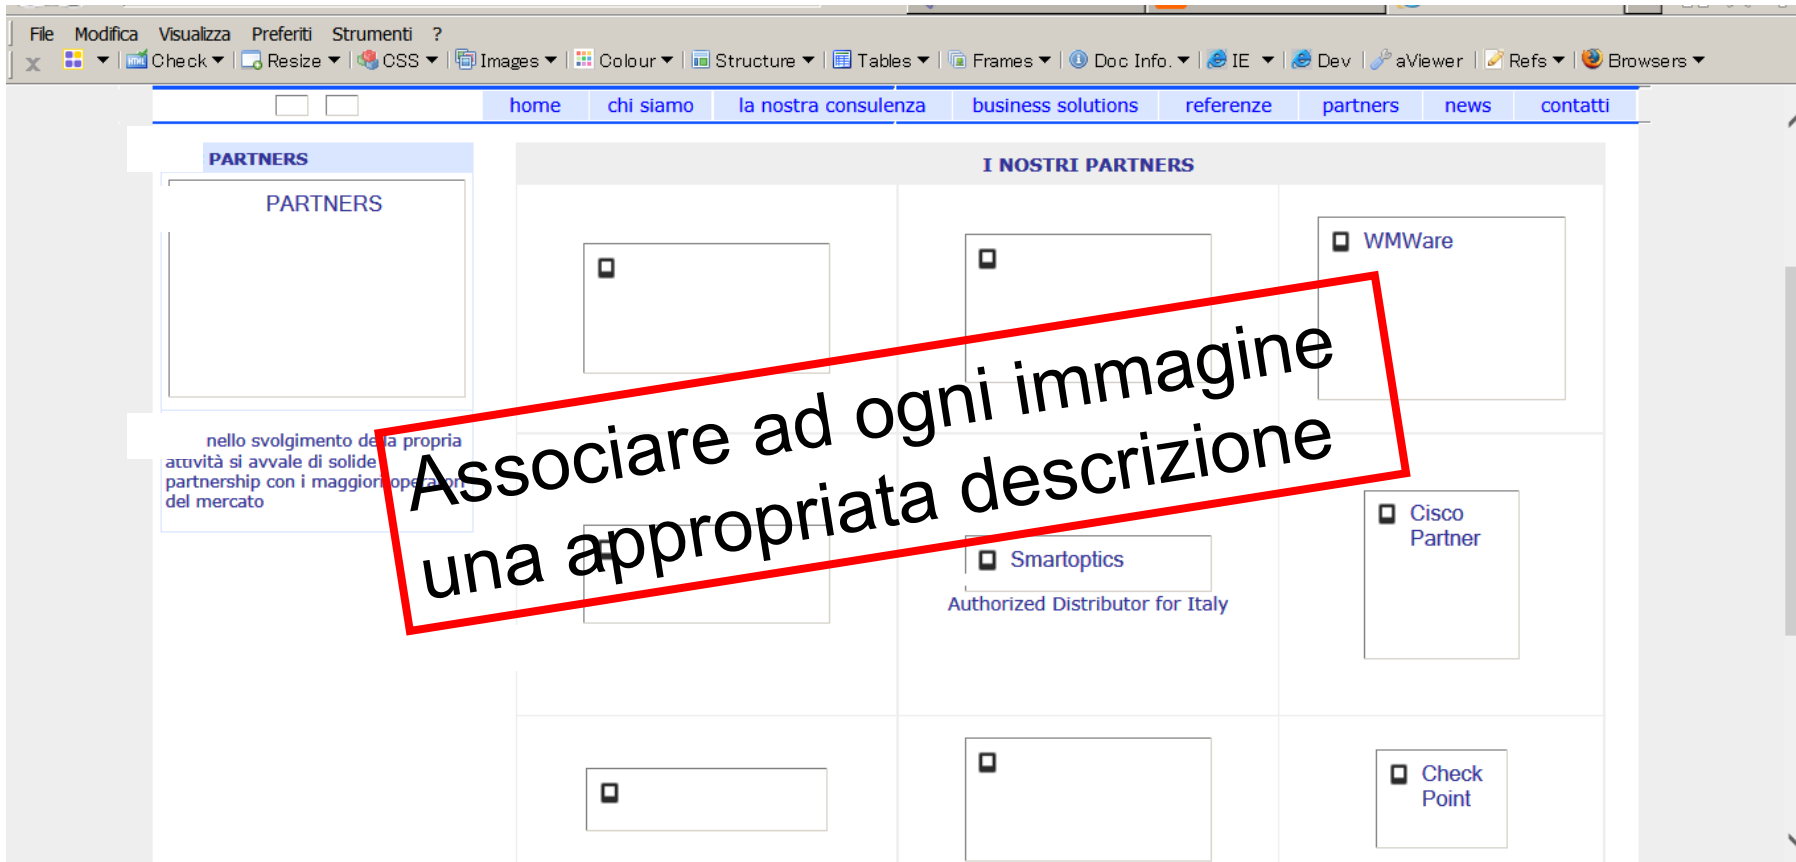 File Modifica Visualizza Preferiti Strumenti ?
Check Resize CSS Images Colour Structure Tables Frames Doc Info. IE Dev aViewer Refs Browsers
home chi siamo la nostra consulenza business solutions referenze partners news contatti
PARTNERS
PARTNERS
nello svolgimento della propria
attività si avvale di solide
partnership con i maggiori operatori
del mercato
I NOSTRI PARTNERS
WMWare
Associare ad ogni immagine
una appropriata descrizione
Smartoptics
Authorized Distributor for Italy
Cisco
Partner
Check
Point